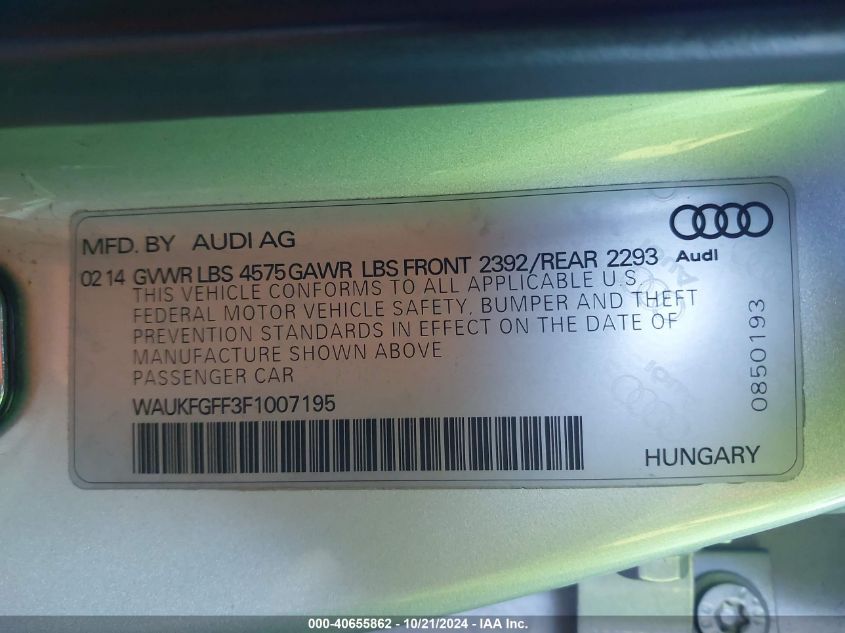 MFD. BY AUDI AG
Audi
02 14 GVWR LBS 4575 GAWR LBS FRONT 2392/REAR 2293
THIS VEHICLE CONFORMS TO ALL APPLICABLE U.S.
FEDERAL MOTOR VEHICLE SAFETY, BUMPER AND THEFT
PREVENTION STANDARDS IN EFFECT ON THE DATE OF
MANUFACTURE SHOWN ABOVE
PASSENGER CAR
WAUKFGFF3F1007195
HUNGARY
0850193
000-40655862 - 10/21/2024 - IAA Inc.